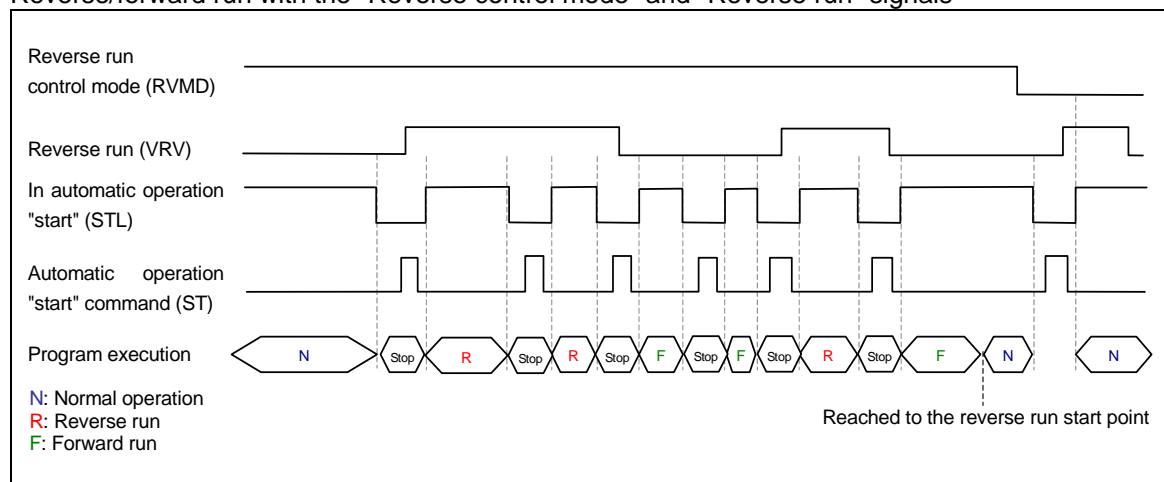 Reverse/forward run with the "Reverse control mode" and "Reverse run" signals
Reverse run
control mode (RVMD)
Reverse run (VRV)
In automatic operation
"start" (STL)
Automatic operation
"start" command (ST)
Program execution
N Stop R Stop R Stop F Stop F Stop R Stop F N N
N: Normal operation
R: Reverse run
F: Forward run
Reached to the reverse run start point